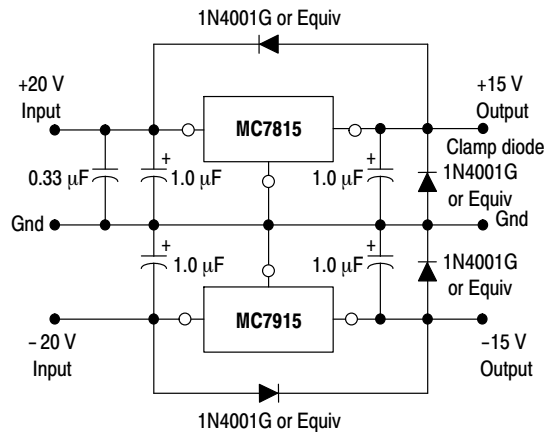 1N4001G or Equiv
+20 V
Input
+15 V
Output
MC7815
Clamp diode
0.33 µF
+
1.0 µF
1.0 µF
+
1N4001G
or Equiv
Gnd
Gnd
+
1.0 µF
1.0 µF
+
1N4001G
or Equiv
MC7915
– 20 V
Input
–15 V
Output
1N4001G or Equiv